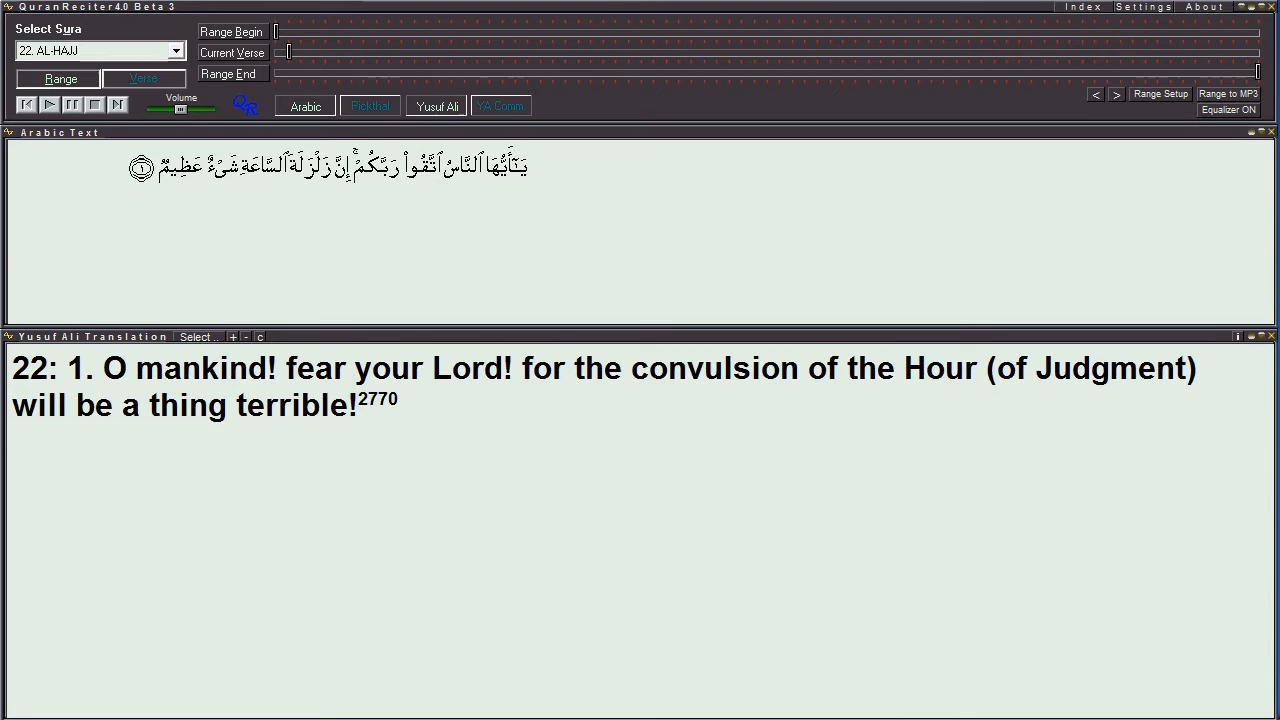 QuranReciter4.0 Beta 3
Index Settings About
Select Sura
22. AL-HAJJ
Range Verse
Range Begin
Current Verse
Range End
Volume
QR
Arabic Pickthal Yusuf Ali YA Comm.
< > Range Setup Range to MP3
Equalizer ON
Arabic Text
يَـٰٓأَيُّهَا ٱلنَّاسُ ٱتَّقُوا۟ رَبَّكُمْ ۚ إِنَّ زَلْزَلَةَ ٱلسَّاعَةِ شَىْءٌ عَظِيمٌ ١
Yusuf Ali Translation Select .. + - c i
22: 1. O mankind! fear your Lord! for the convulsion of the Hour (of Judgment)
will be a thing terrible!2770